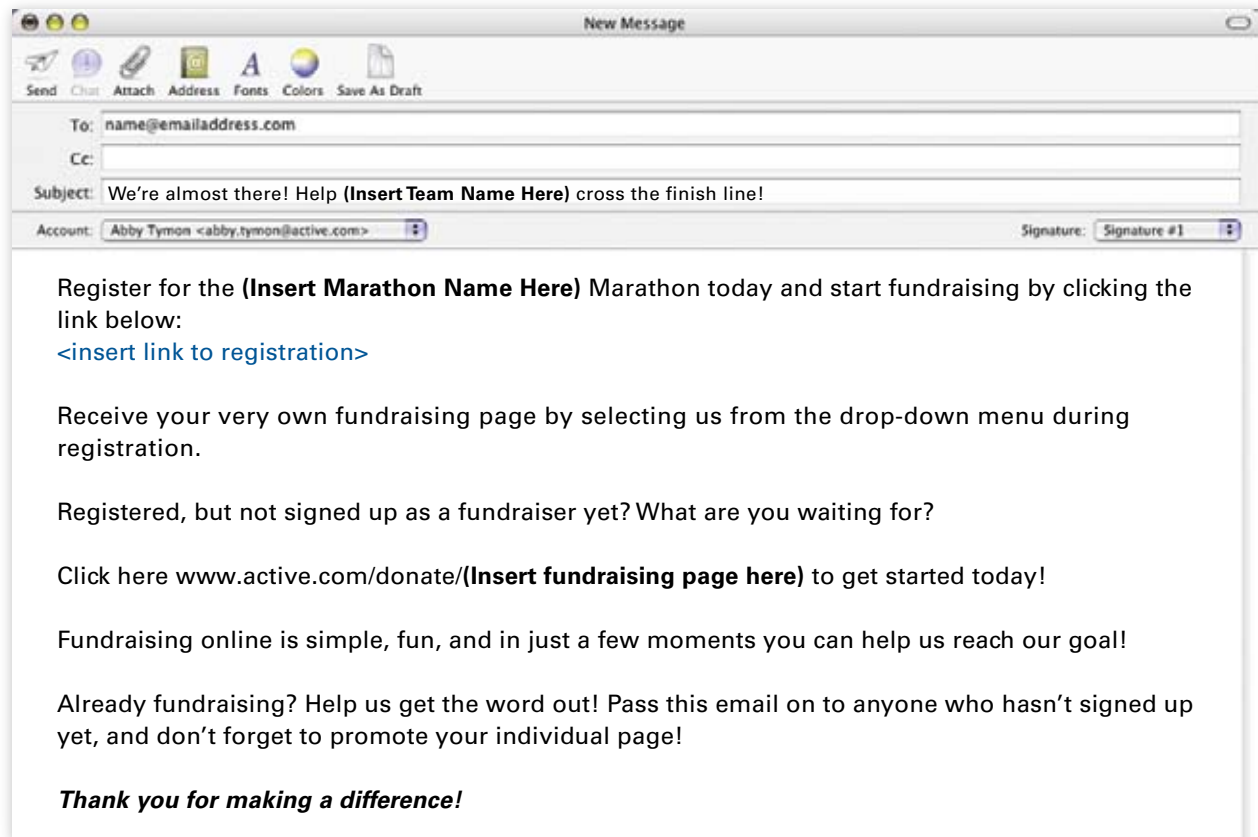 New Message
Send Chat Attach Address Fonts Colors Save As Draft
To: name@emailaddress.com
Cc:
Subject: We’re almost there! Help (Insert Team Name Here) cross the finish line!
Account: Abby Tymon <abby.tymon@active.com> Signature: Signature #1
Register for the (Insert Marathon Name Here) Marathon today and start fundraising by clicking the
link below:
<insert link to registration>
Receive your very own fundraising page by selecting us from the drop-down menu during
registration.
Registered, but not signed up as a fundraiser yet? What are you waiting for?
Click here www.active.com/donate/(Insert fundraising page here) to get started today!
Fundraising online is simple, fun, and in just a few moments you can help us reach our goal!
Already fundraising? Help us get the word out! Pass this email on to anyone who hasn’t signed up
yet, and don’t forget to promote your individual page!
Thank you for making a difference!